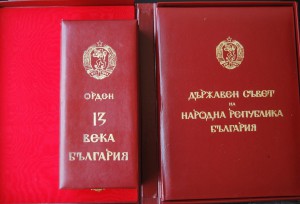 ОРДЕН
13
ВЕКА
БЪЛГАРИЯ
ДЪРЖАВЕН СЪВЕТ
НА
НАРОДНА РЕПУБЛИКА
БЪЛГАРИЯ